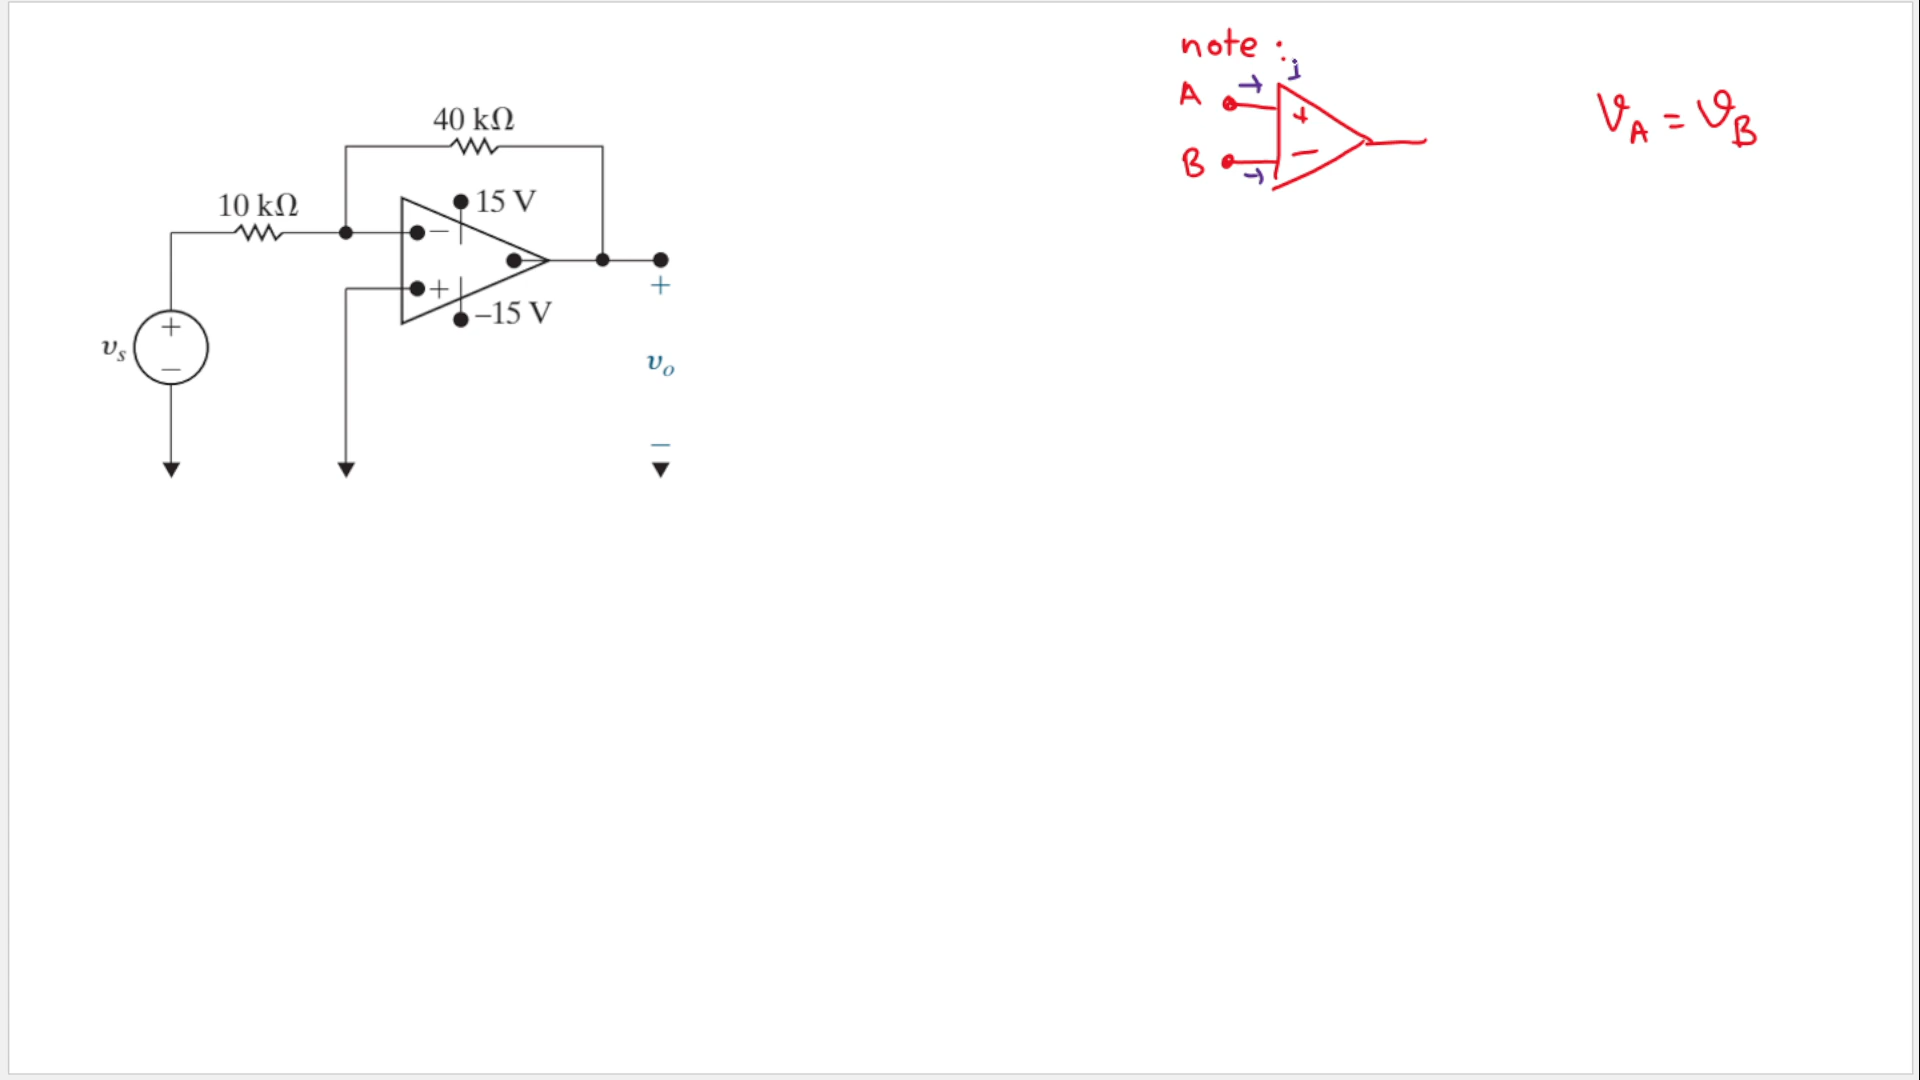 note :
i
A
+
B
−
V_A = V_B
40 kΩ
10 kΩ
15 V
−
+
−15 V
+
−
v_s
+
v_o
−